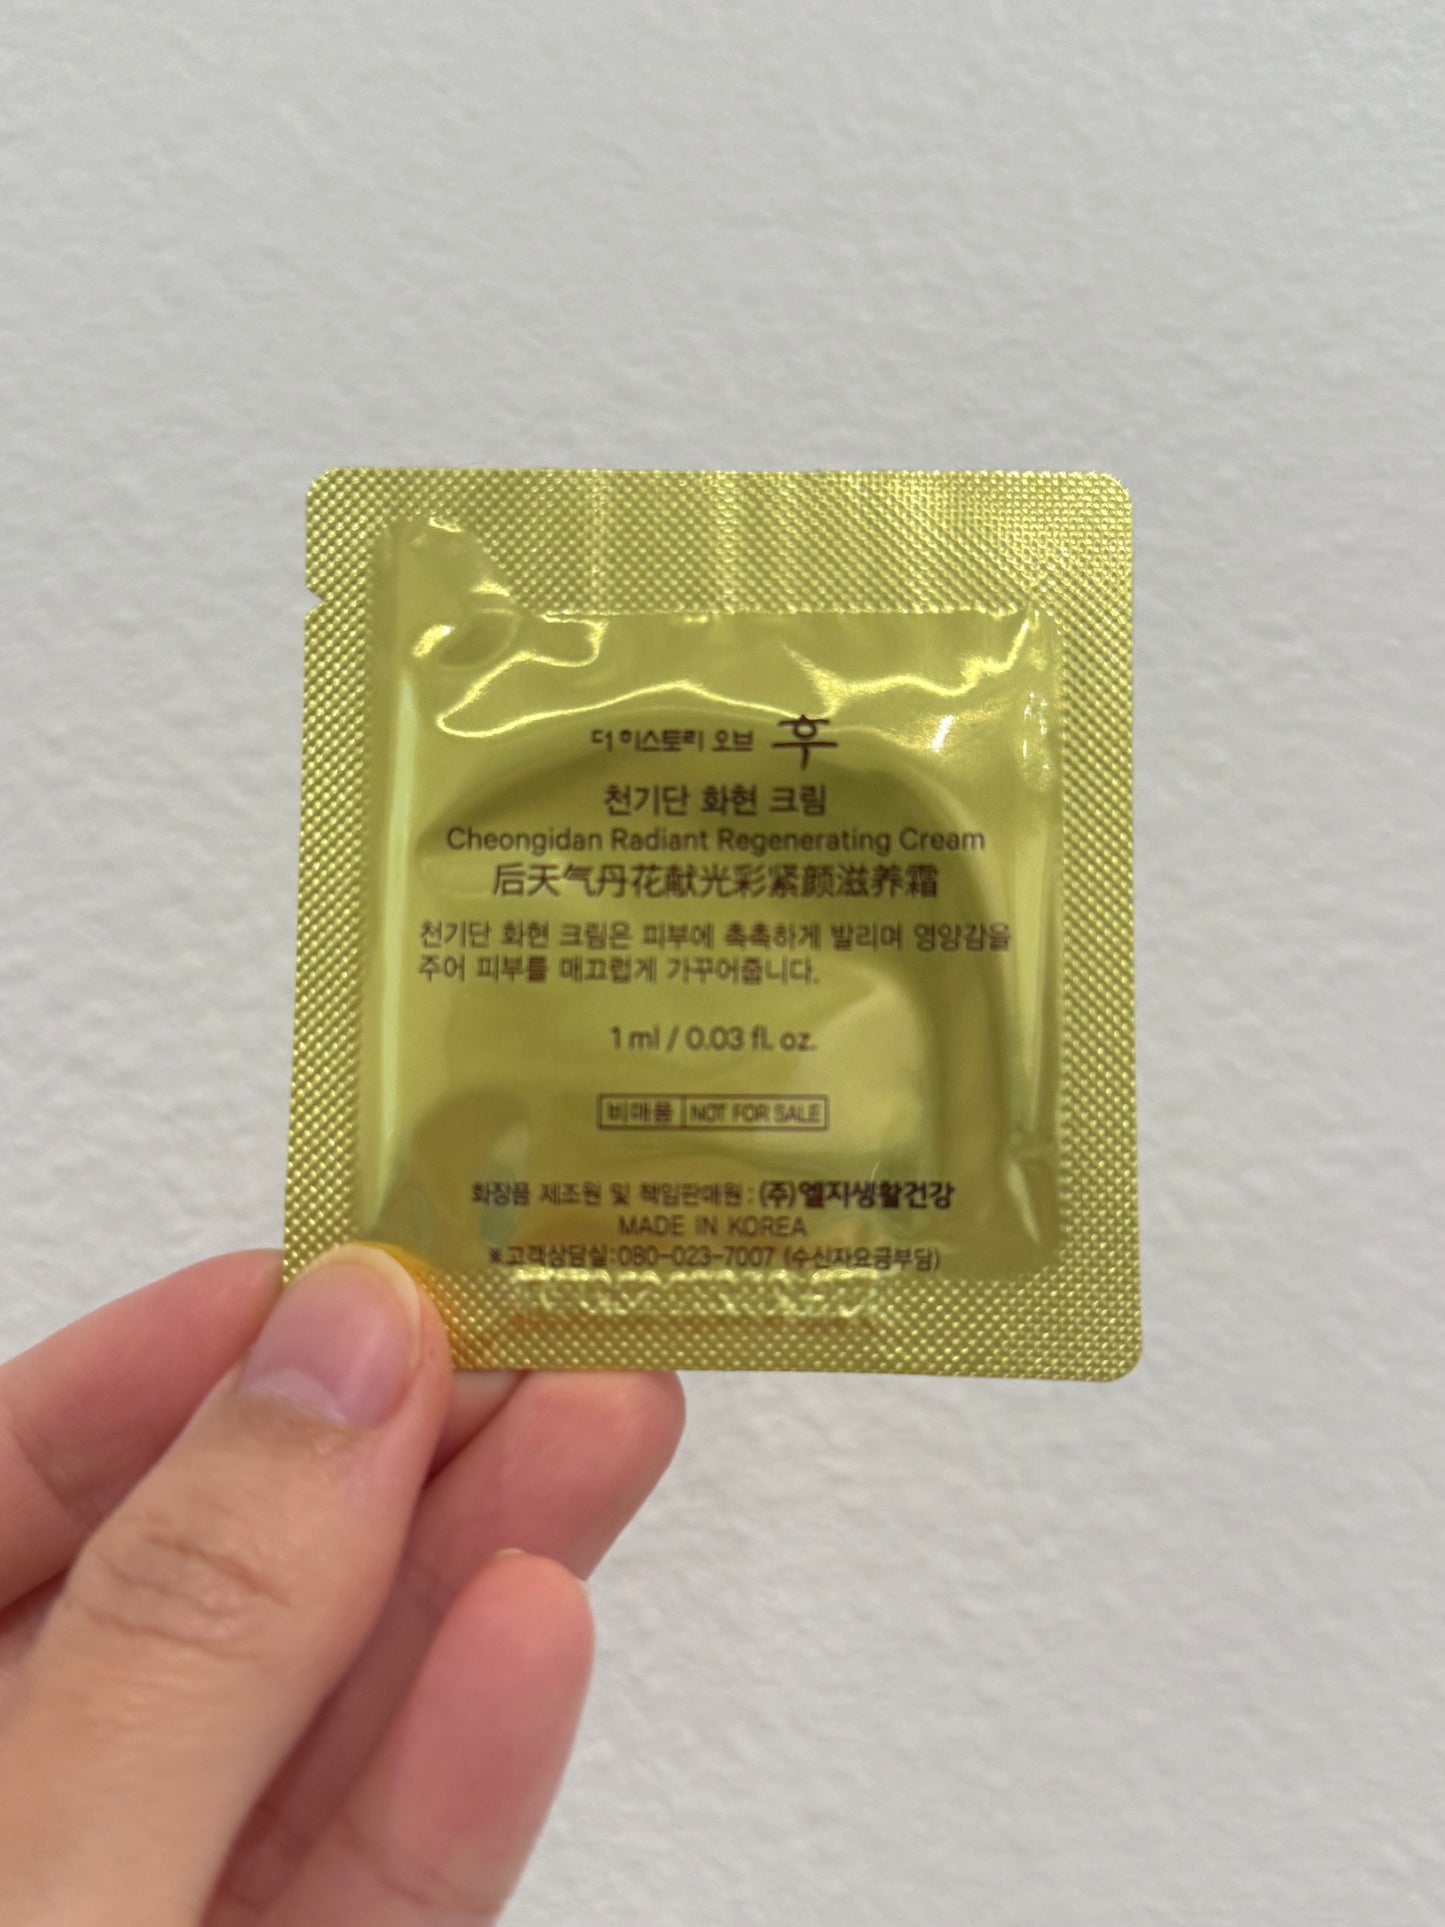 더 히스토리 오브 후
천기단 화현 크림
Cheongidan Radiant Regenerating Cream
后天气丹花献光彩紧颜滋养霜
천기단 화현 크림은 피부에 촉촉하게 발리며 영양감을
주어 피부를 매끄럽게 가꾸어줍니다.
1 ml / 0.03 fl. oz.
비매품 NOT FOR SALE
화장품 제조원 및 책임판매원 : (주)엘지생활건강
MADE IN KOREA
※고객상담실:080-023-7007 (수신자요금부담)